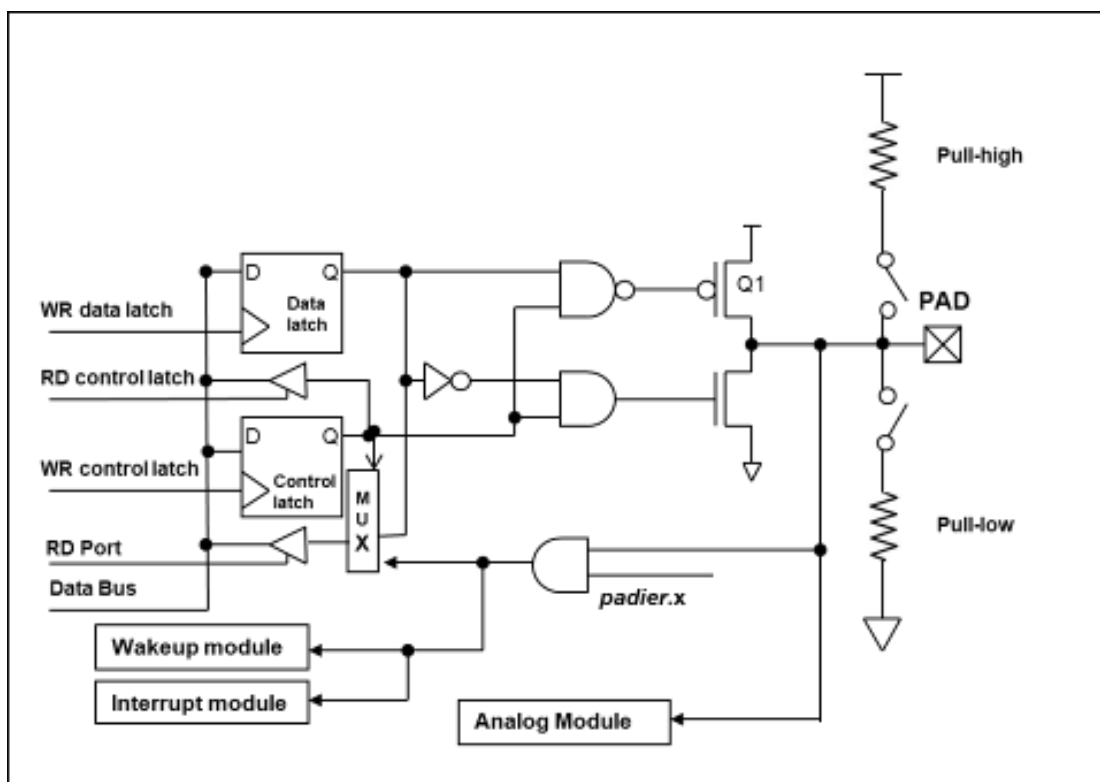 Pull-high
D Q
Data
latch
WR data latch
Q1
PAD
RD control latch
D Q
Control
latch
WR control latch
M
U
X
Pull-low
RD Port
Data Bus
padier.x
Wakeup module
Interrupt module
Analog Module